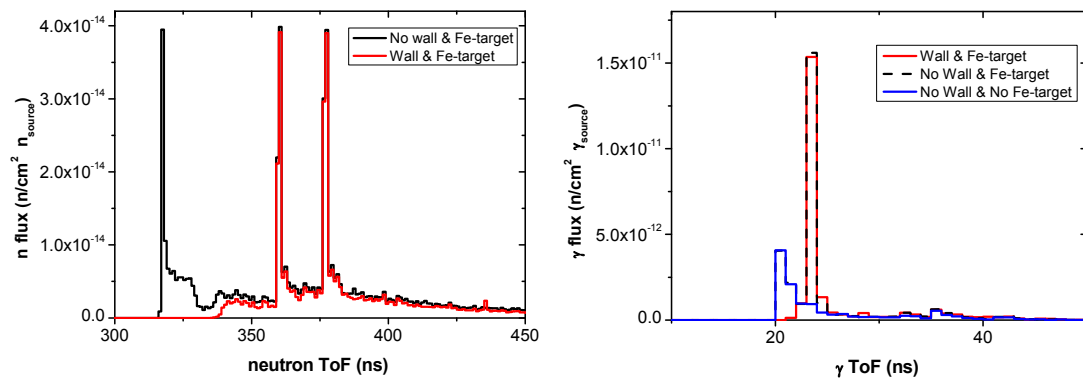 4.0x10-14
3.0x10-14
2.0x10-14
1.0x10-14
0.0
n flux (n/cm2 nsource)
No wall & Fe-target
Wall & Fe-target
300 350 400 450
neutron ToF (ns)
1.5x10-11
1.0x10-11
5.0x10-12
0.0
γ flux (n/cm2 γsource)
Wall & Fe-target
No Wall & Fe-target
No Wall & No Fe-target
20 40
γ ToF (ns)